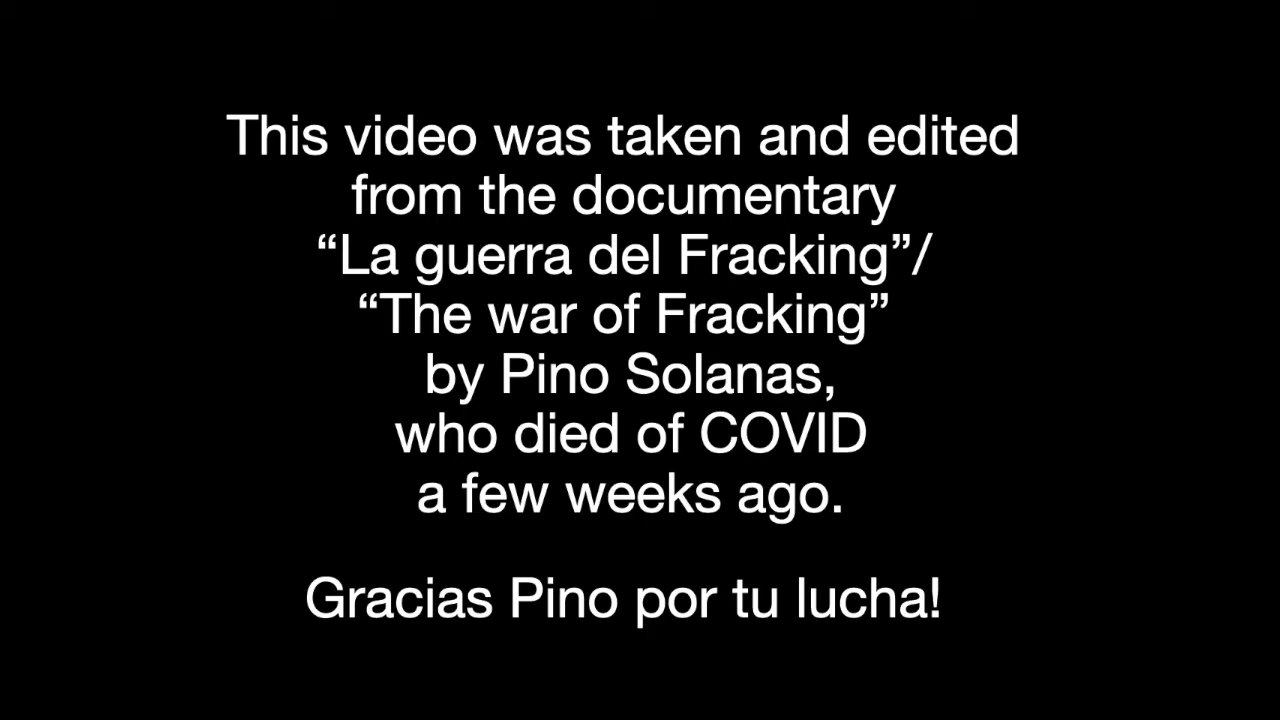 This video was taken and edited
from the documentary
“La guerra del Fracking”/
“The war of Fracking”
by Pino Solanas,
who died of COVID
a few weeks ago.
Gracias Pino por tu lucha!